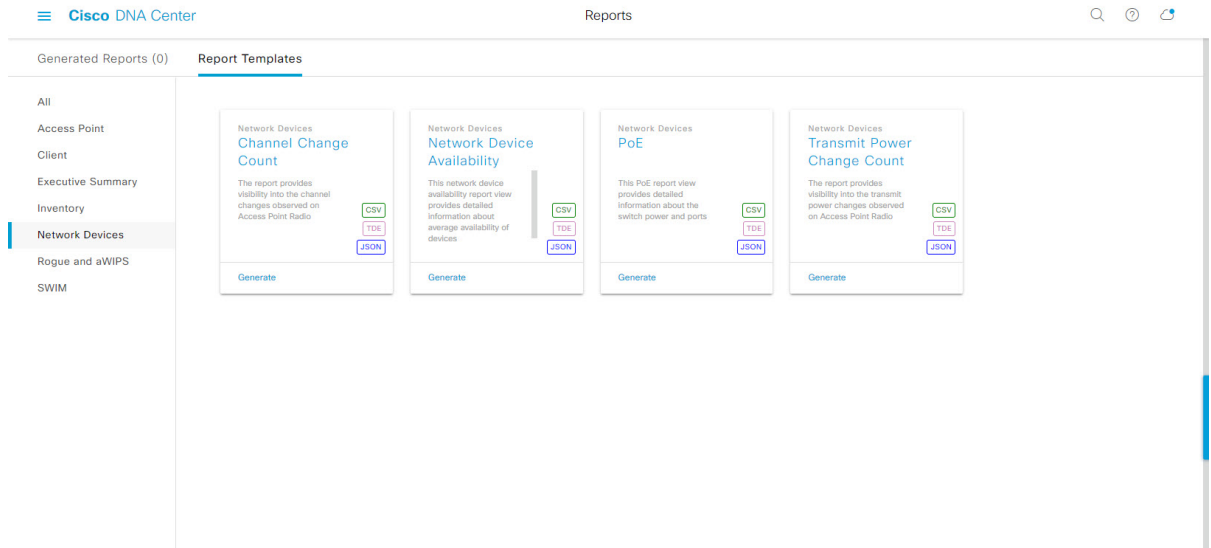 Cisco DNA Center
Reports
Generated Reports (0)
Report Templates
All
Access Point
Client
Executive Summary
Inventory
Network Devices
Rogue and aWIPS
SWIM
Network Devices
Channel Change
Count
The report provides
visibility into the channel
changes observed on
Access Point Radio
CSV
TDE
JSON
Generate
Network Devices
Network Device
Availability
This network device
availability report view
provides detailed
information about
average availability of
devices
CSV
TDE
JSON
Generate
Network Devices
PoE
This PoE report view
provides detailed
information about the
switch power and ports
CSV
TDE
JSON
Generate
Network Devices
Transmit Power
Change Count
The report provides
visibility into the transmit
power changes observed
on Access Point Radio
CSV
TDE
JSON
Generate